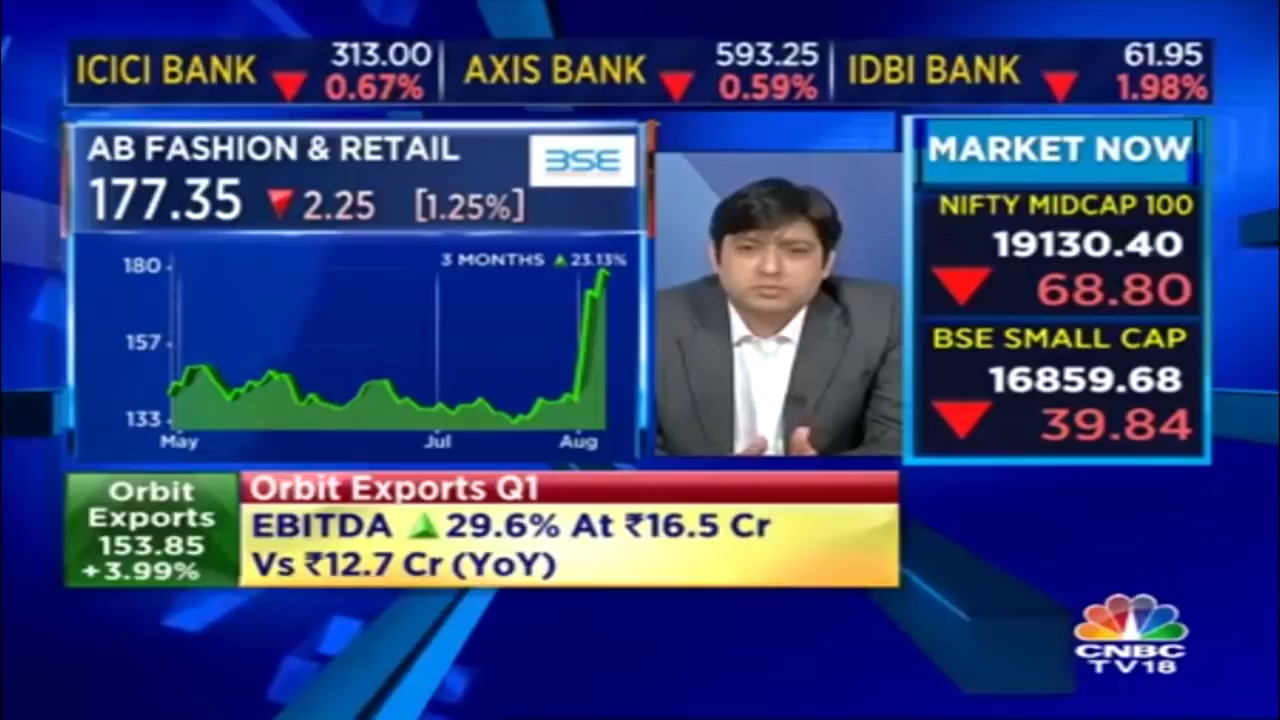 ICICI BANK 313.00 0.67%
AXIS BANK 593.25 0.59%
IDBI BANK 61.95 1.98%
AB FASHION & RETAIL
BSE
177.35 2.25 [1.25%]
3 MONTHS 23.13%
180
157
133
May Jul Aug
MARKET NOW
NIFTY MIDCAP 100
19130.40
68.80
BSE SMALL CAP
16859.68
39.84
Orbit
Exports
153.85
+3.99%
Orbit Exports Q1
EBITDA ▲29.6% At ₹16.5 Cr
Vs ₹12.7 Cr (YoY)
CNBC
TV18